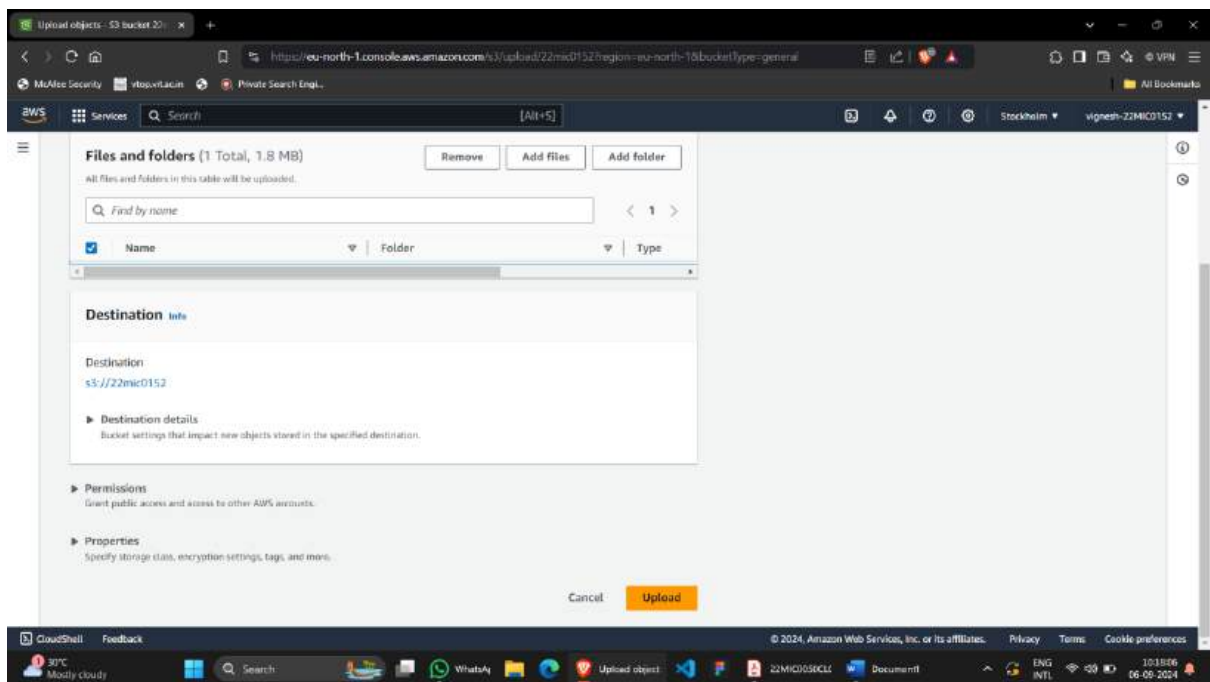 Upload objects - S3 bucket 22
https://eu-north-1.console.aws.amazon.com/s3/upload/22mic0152?region=eu-north-1&bucketType=general
VPN
McAfee Security vtop.vit.ac.in Private Search Engi... All Bookmarks
aws Services Search [Alt+S] Stockholm vignesh-22MIC0152
Files and folders (1 Total, 1.8 MB) Remove Add files Add folder
All files and folders in this table will be uploaded.
Find by name < 1 >
Name Folder Type
Destination Info
Destination
s3://22mic0152
Destination details
Bucket settings that impact new objects stored in the specified destination.
Permissions
Grant public access and access to other AWS accounts.
Properties
Specify storage class, encryption settings, tags, and more.
Cancel Upload
CloudShell Feedback © 2024, Amazon Web Services, Inc. or its affiliates. Privacy Terms Cookie preferences
30°C Search WhatsAp Upload object 22MIC0050CLC Document1 ENG 10:18:06
Mostly cloudy INTL 06-09-2024